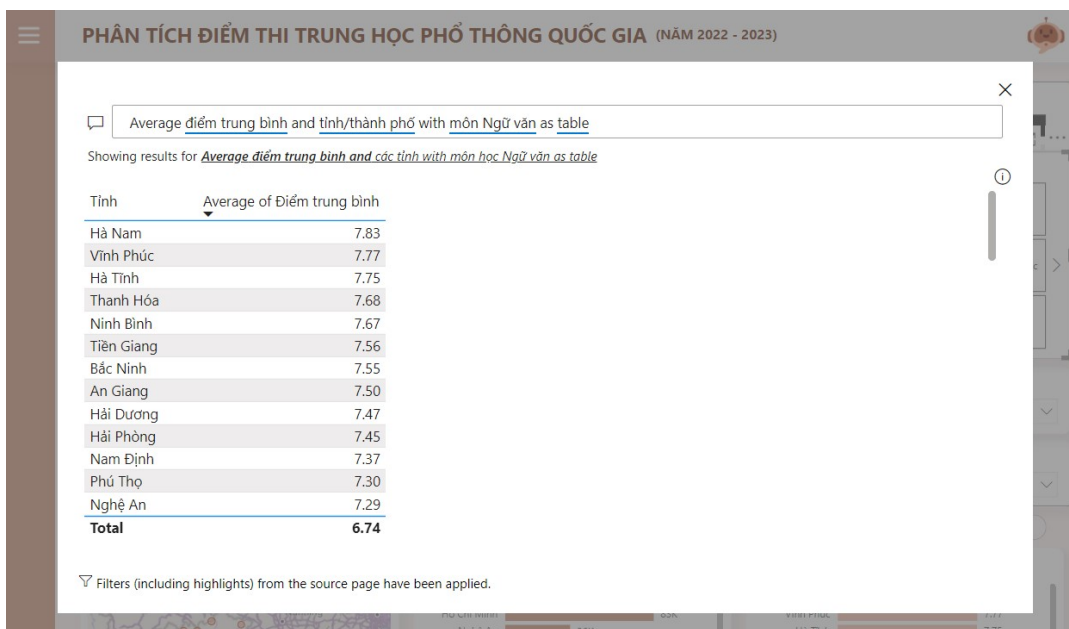 PHÂN TÍCH ĐIỂM THI TRUNG HỌC PHỔ THÔNG QUỐC GIA (NĂM 2022 - 2023)
Average điểm trung bình and tỉnh/thành phố with môn Ngữ văn as table
Showing results for Average điểm trung bình and các tỉnh with môn học Ngữ văn as table
Tỉnh Average of Điểm trung bình
Hà Nam 7.83
Vĩnh Phúc 7.77
Hà Tĩnh 7.75
Thanh Hóa 7.68
Ninh Bình 7.67
Tiền Giang 7.56
Bắc Ninh 7.55
An Giang 7.50
Hải Dương 7.47
Hải Phòng 7.45
Nam Định 7.37
Phú Thọ 7.30
Nghệ An 7.29
Total 6.74
Filters (including highlights) from the source page have been applied.